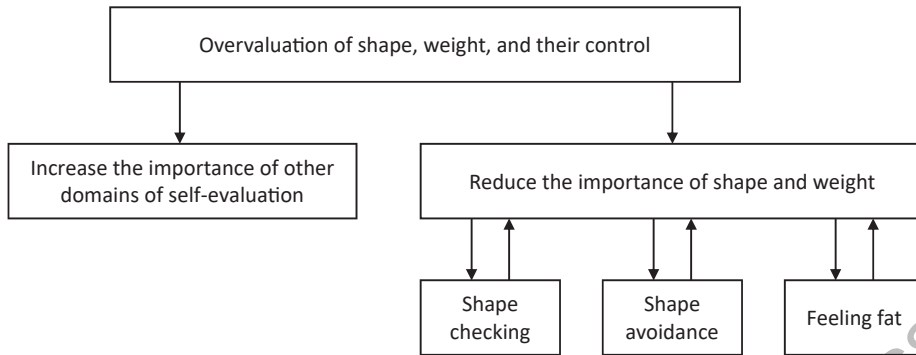 Overvaluation of shape, weight, and their control
Increase the importance of other
domains of self-evaluation
Reduce the importance of shape and weight
Shape
checking
Shape
avoidance
Feeling fat